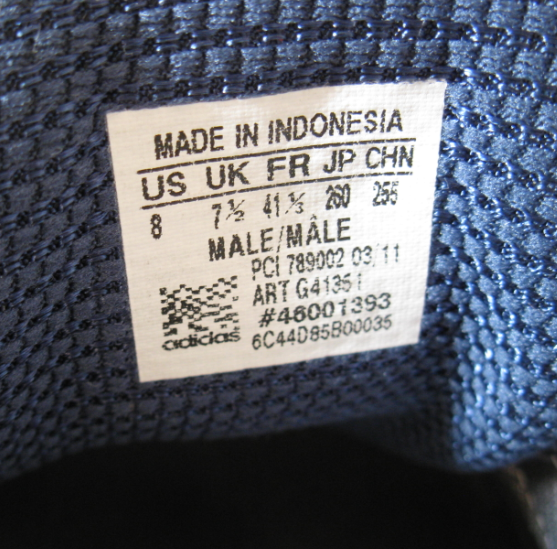 MADE IN INDONESIA
US UK FR JP CHN
8 7½ 41⅓ 260 255
MALE/MÂLE
PCI 789002 03/11
ART G41351
#46001393
adidas 6C44D85B00035